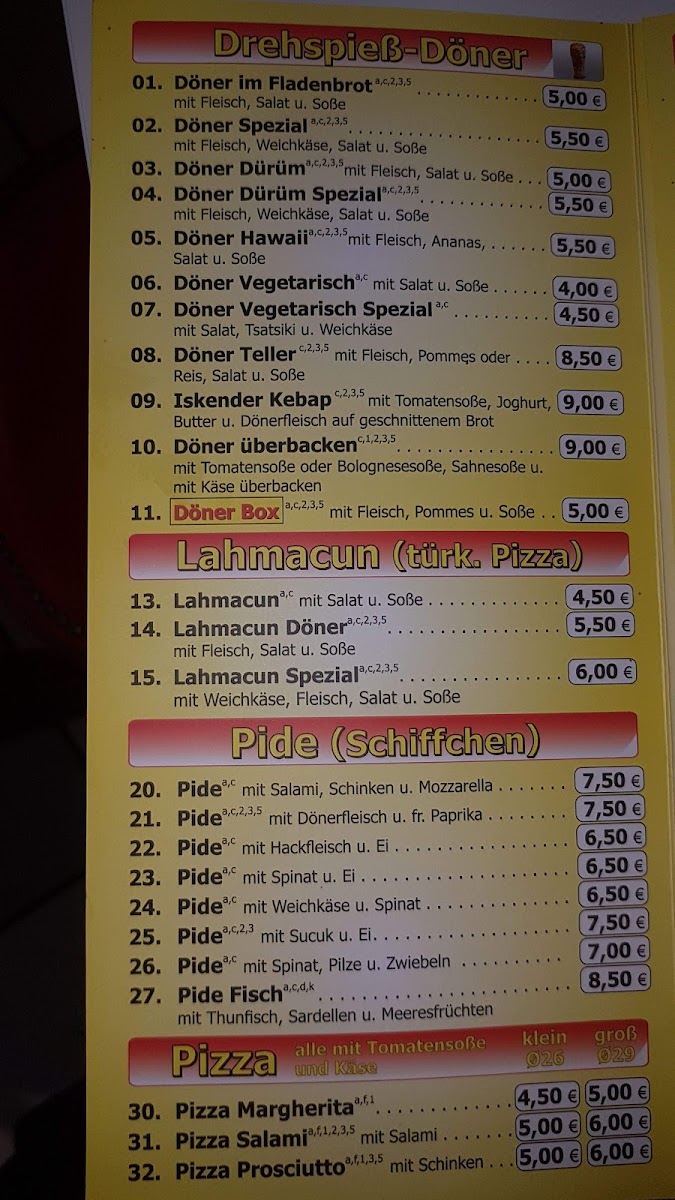 Drehspieß-Döner
01. Döner im Fladenbrot a,c,2,3,5 . . . . . . . . . . . . . 5,00 €
mit Fleisch, Salat u. Soße
02. Döner Spezial a,c,2,3,5 . . . . . . . . . . . . . . . . . . . . 5,50 €
mit Fleisch, Weichkäse, Salat u. Soße
03. Döner Dürüm a,c,2,3,5 mit Fleisch, Salat u. Soße . . . 5,00 €
04. Döner Dürüm Spezial a,c,2,3,5 . . . . . . . . . . . . . 5,50 €
mit Fleisch, Weichkäse, Salat u. Soße
05. Döner Hawaii a,c,2,3,5 mit Fleisch, Ananas, . . . . . . 5,50 €
Salat u. Soße
06. Döner Vegetarisch a,c mit Salat u. Soße . . . . . . 4,00 €
07. Döner Vegetarisch Spezial a,c . . . . . . . . . . 4,50 €
mit Salat, Tsatsiki u. Weichkäse
08. Döner Teller c,2,3,5 mit Fleisch, Pommes oder . . . . 8,50 €
Reis, Salat u. Soße
09. Iskender Kebap c,2,3,5 mit Tomatensoße, Joghurt, 9,00 €
Butter u. Dönerfleisch auf geschnittenem Brot
10. Döner überbacken c,1,2,3,5 . . . . . . . . . . . . . . . . 9,00 €
mit Tomatensoße oder Bolognesesoße, Sahnesoße u.
mit Käse überbacken
11. Döner Box a,c,2,3,5 mit Fleisch, Pommes u. Soße . . 5,00 €
Lahmacun (türk. Pizza)
13. Lahmacun a,c mit Salat u. Soße . . . . . . . . . . . . . 4,50 €
14. Lahmacun Döner a,c,2,3,5 . . . . . . . . . . . . . . . . . 5,50 €
mit Fleisch, Salat u. Soße
15. Lahmacun Spezial a,c,2,3,5 . . . . . . . . . . . . . . . . 6,00 €
mit Weichkäse, Fleisch, Salat u. Soße
Pide (Schiffchen)
20. Pide a,c mit Salami, Schinken u. Mozzarella . . . . . . . 7,50 €
21. Pide a,c,2,3,5 mit Dönerfleisch u. fr. Paprika . . . . . . . . 7,50 €
22. Pide a,c mit Hackfleisch u. Ei . . . . . . . . . . . . . . . . . 6,50 €
23. Pide a,c mit Spinat u. Ei . . . . . . . . . . . . . . . . . . . . 6,50 €
24. Pide a,c mit Weichkäse u. Spinat . . . . . . . . . . . . . . 6,50 €
25. Pide a,c,2,3 mit Sucuk u. Ei. . . . . . . . . . . . . . . . . . . 7,50 €
26. Pide a,c mit Spinat, Pilze u. Zwiebeln . . . . . . . . . . 7,00 €
27. Pide Fisch a,c,d,k . . . . . . . . . . . . . . . . . . . . . . . . 8,50 €
mit Thunfisch, Sardellen u. Meeresfrüchten
Pizza alle mit Tomatensoße und Käse klein Ø26 groß Ø29
30. Pizza Margherita a,f,1 . . . . . . . . . . . . . 4,50 € 5,00 €
31. Pizza Salami a,f,1,2,3,5 mit Salami . . . . . . . 5,00 € 6,00 €
32. Pizza Prosciutto a,f,1,3,5 mit Schinken . . . 5,00 € 6,00 €